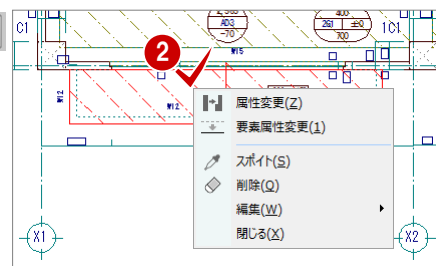 C1
AD3
-70
400
2G1 ±0
700
1C1
W15
2
W12
W12
属性変更(Z)
要素属性変更(1)
スポイト(S)
削除(Q)
編集(W)
閉じる(X)
X1
X2